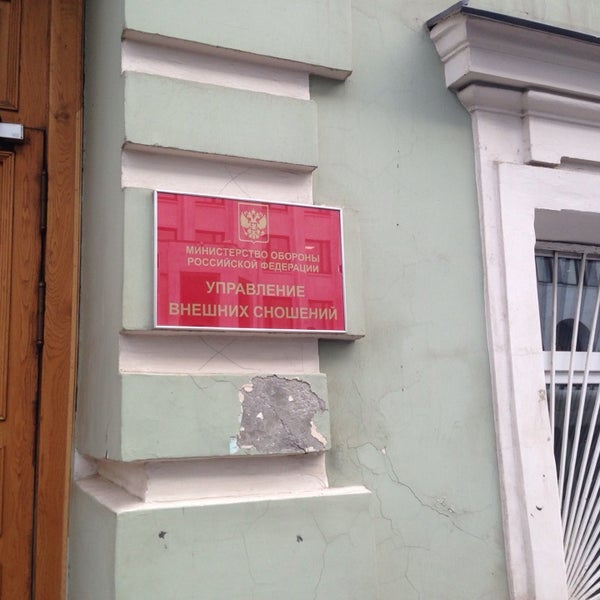 МИНИСТЕРСТВО ОБОРОНЫ
РОССИЙСКОЙ ФЕДЕРАЦИИ
УПРАВЛЕНИЕ
ВНЕШНИХ СНОШЕНИЙ